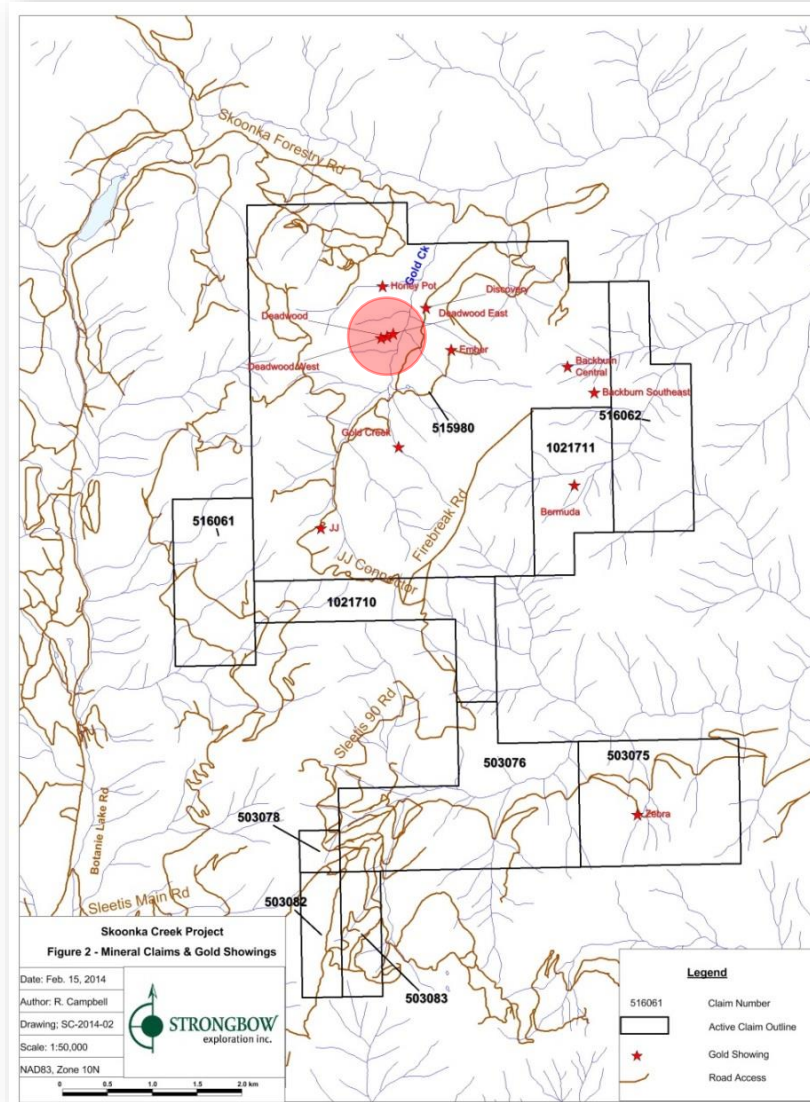 Skoonka Forestry Rd
Gold Ck
Honey Pot
Discovery
Deadwood
Deadwood East
Deadwood West
Ember
Backburn
Central
Backburn Southeast
515980
516062
Gold Creek
1021711
Bermuda
Firebreak Rd
516061
JJ
JJ Connector
1021710
Sleetis 90 Rd
503076
503075
Zebra
Botanie Lake Rd
503078
Sleetis Main Rd
503082
503083
Skoonka Creek Project
Figure 2 - Mineral Claims & Gold Showings
Date: Feb. 15, 2014
Author: R. Campbell
Drawing; SC-2014-02
Scale: 1:50,000
NAD83, Zone 10N
STRONGBOW
exploration inc.
0 0.5 1.0 1.5 2.0 km
Legend
516061 Claim Number
Active Claim Outline
Gold Showing
Road Access